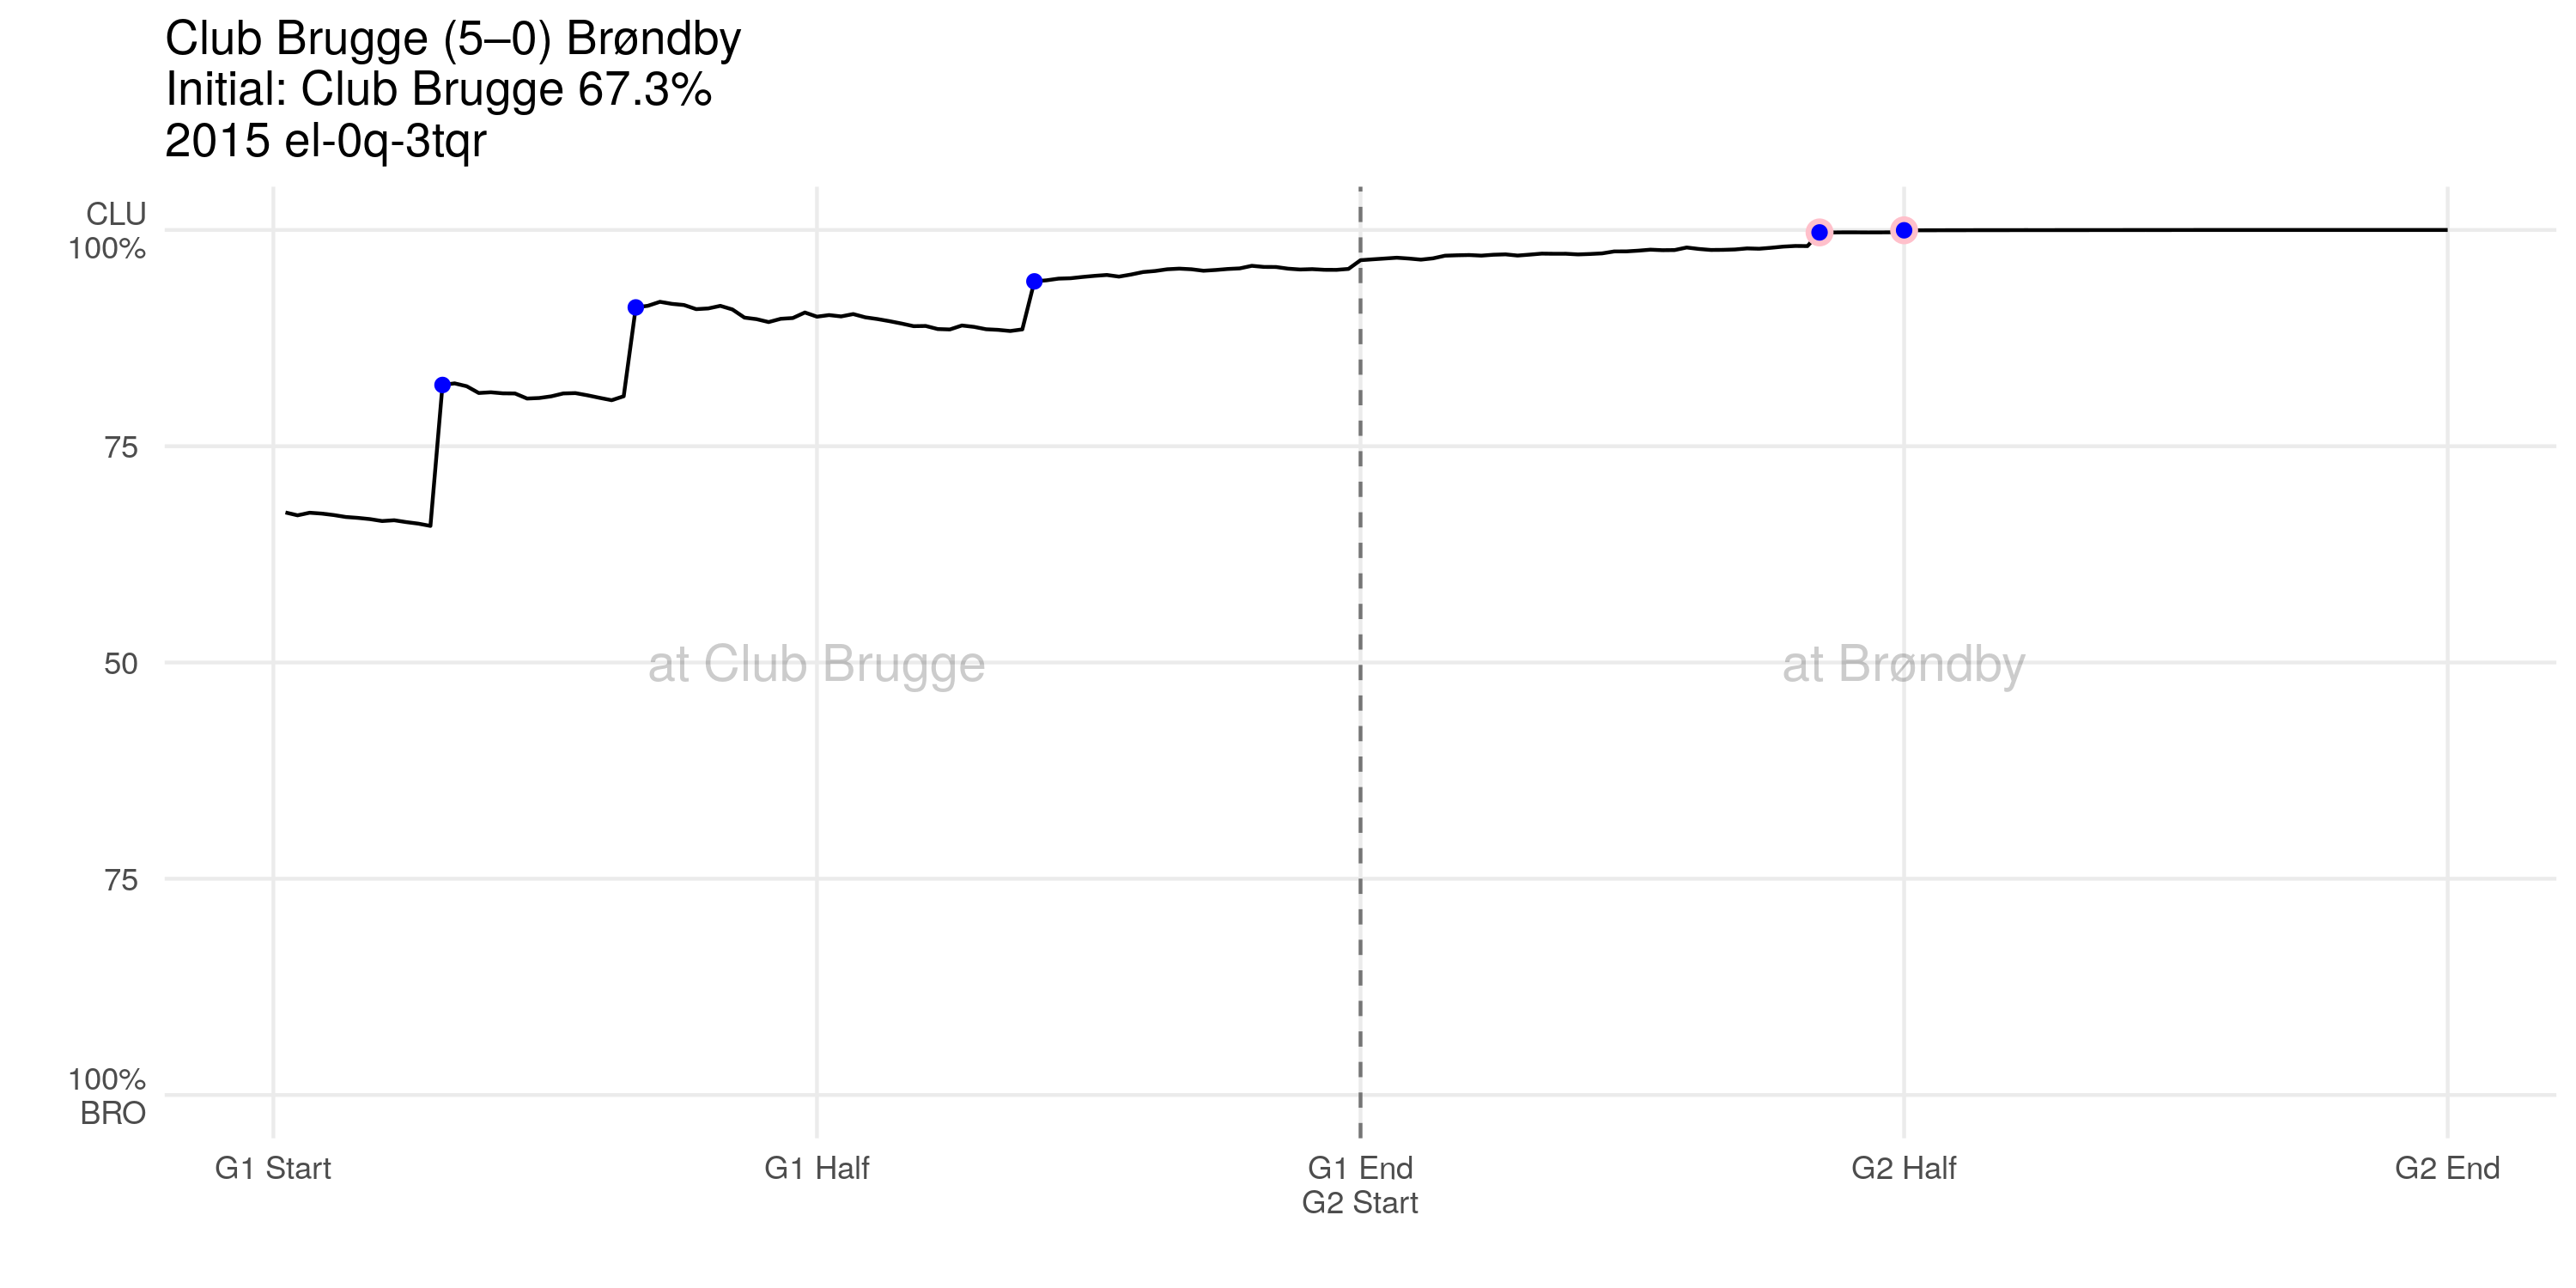 Club Brugge (5–0) Brøndby
Initial: Club Brugge 67.3%
2015 el-0q-3tqr
CLU
100%
75
50
75
100%
BRO
at Club Brugge
at Brøndby
G1 Start
G1 Half
G1 End
G2 Start
G2 Half
G2 End